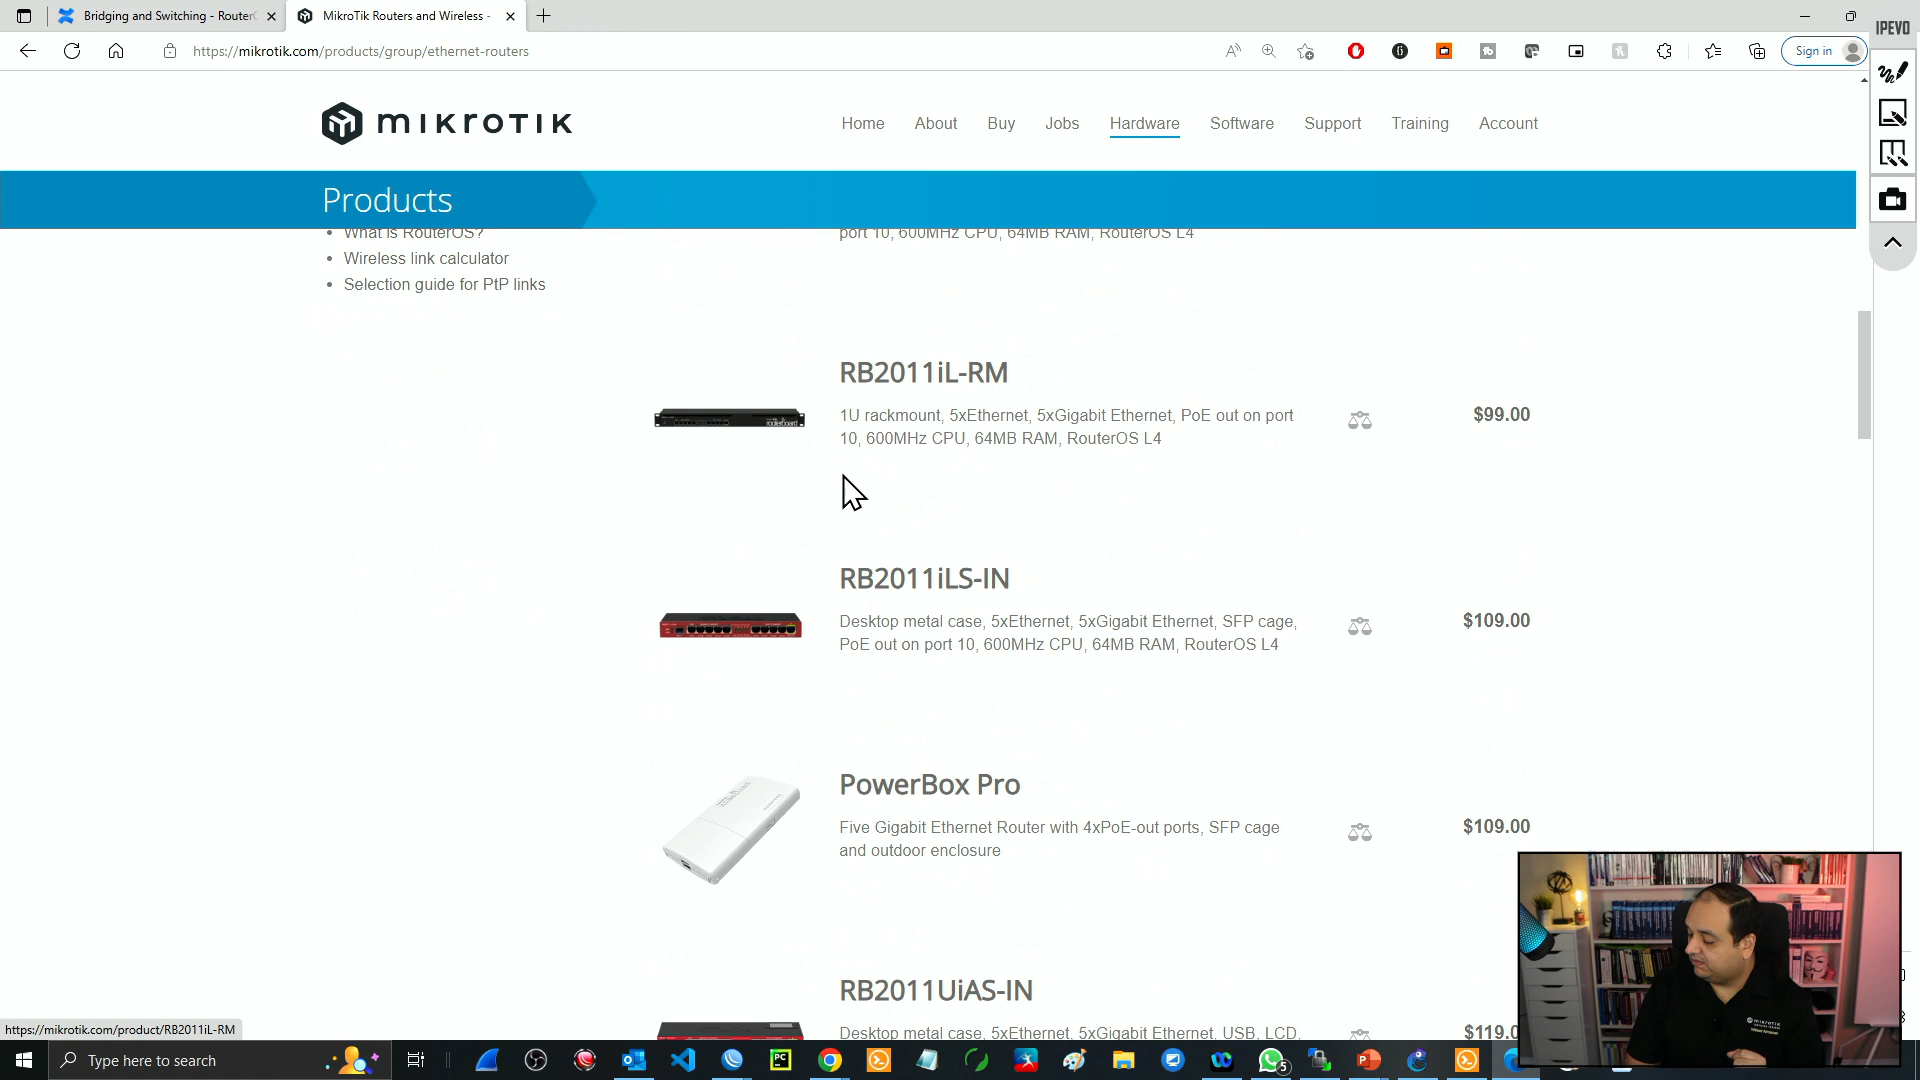 Bridging and Switching - RouterO
MikroTik Routers and Wireless -
IPEVO
https://mikrotik.com/products/group/ethernet-routers
Sign in
mikrotik
Home About Buy Jobs Hardware Software Support Training Account
Products
What is RouterOS?
port 10, 600MHz CPU, 64MB RAM, RouterOS L4
Wireless link calculator
Selection guide for PtP links
RB2011iL-RM
1U rackmount, 5xEthernet, 5xGigabit Ethernet, PoE out on port
10, 600MHz CPU, 64MB RAM, RouterOS L4
$99.00
RB2011iLS-IN
Desktop metal case, 5xEthernet, 5xGigabit Ethernet, SFP cage,
PoE out on port 10, 600MHz CPU, 64MB RAM, RouterOS L4
$109.00
PowerBox Pro
Five Gigabit Ethernet Router with 4xPoE-out ports, SFP cage
and outdoor enclosure
$109.00
RB2011UiAS-IN
Desktop metal case, 5xEthernet, 5xGigabit Ethernet, USB, LCD,
$119.0
https://mikrotik.com/product/RB2011iL-RM
Type here to search